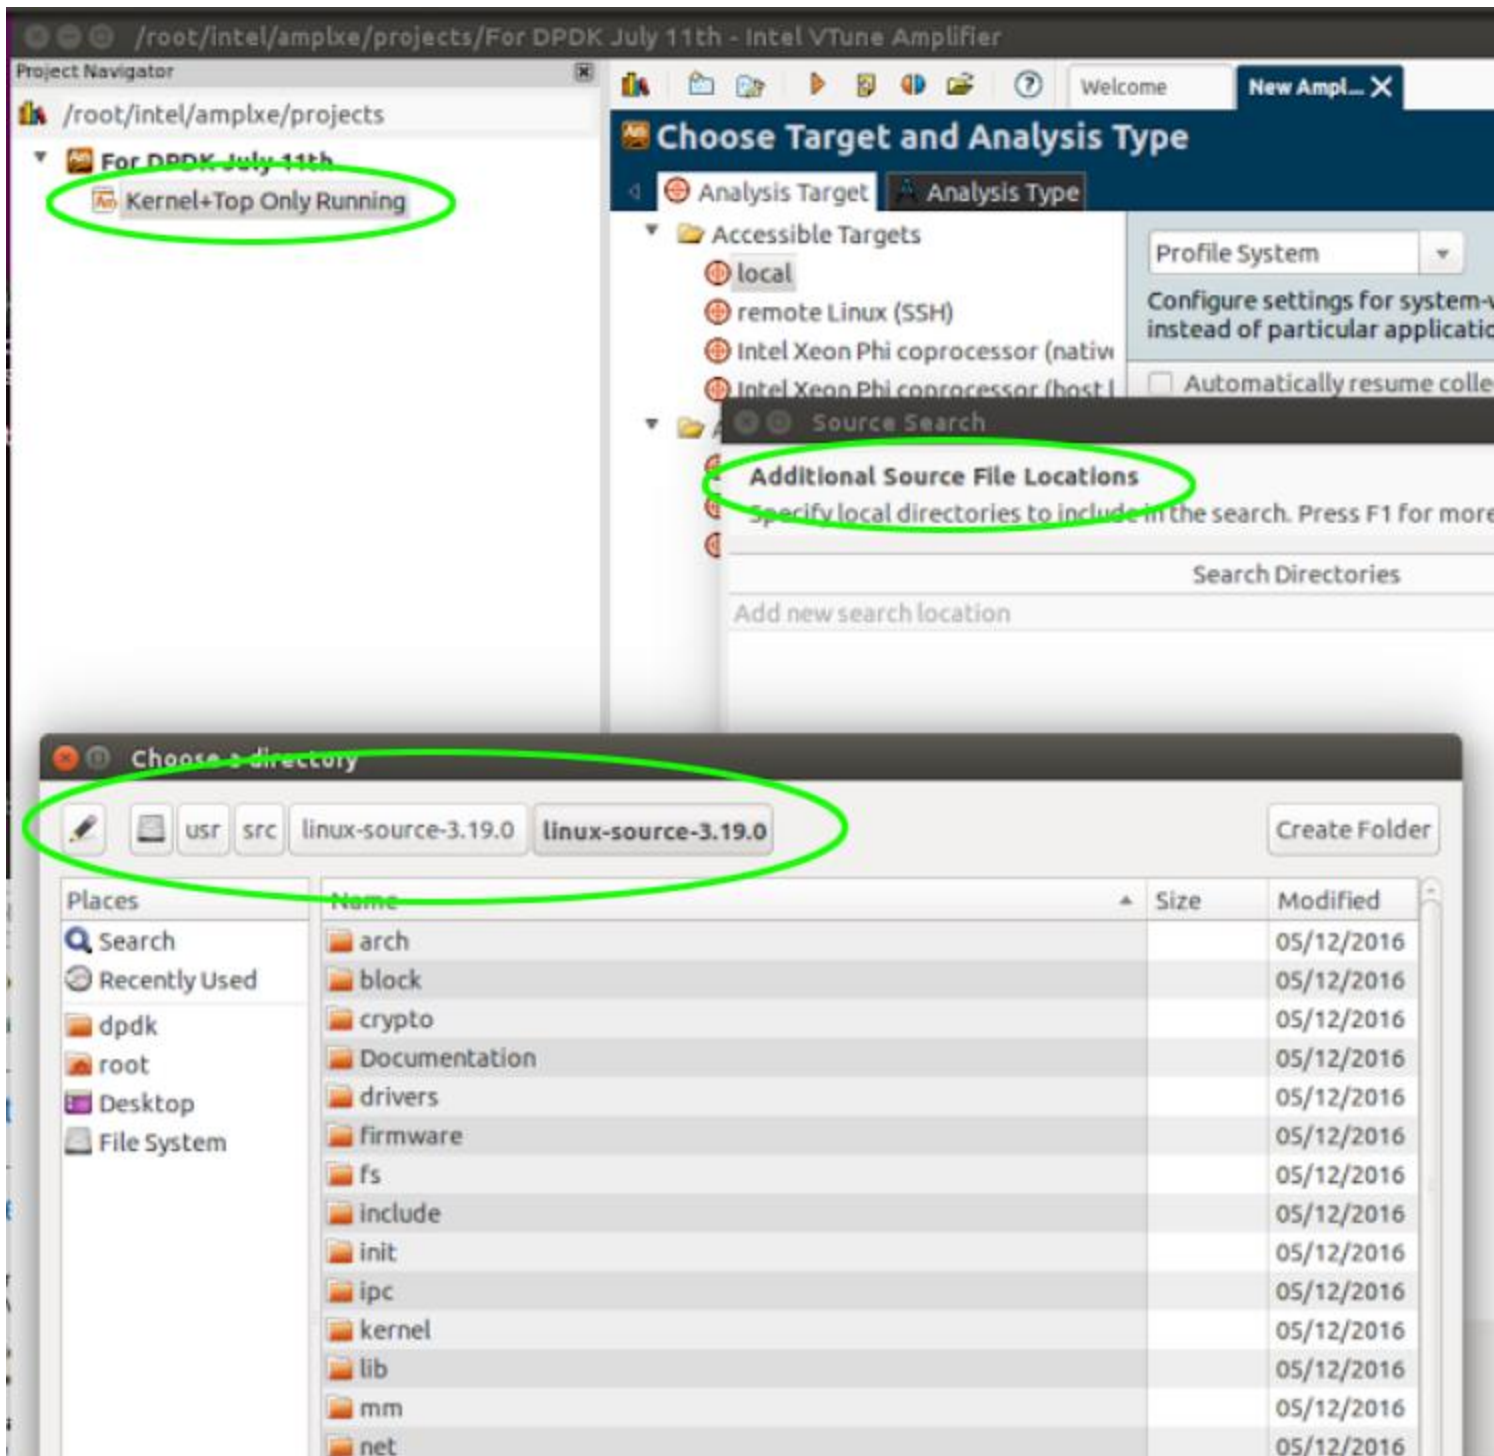 /root/intel/amplxe/projects/For DPDK July 11th - Intel VTune Amplifier
Project Navigator
/root/intel/amplxe/projects
For DPDK July 11th
Kernel+Top Only Running
Welcome
New Ampl... X
Choose Target and Analysis Type
Analysis Target
Analysis Type
Accessible Targets
local
remote Linux (SSH)
Intel Xeon Phi coprocessor (native
Intel Xeon Phi coprocessor (host l
Profile System
Configure settings for system-
instead of particular applicatio
Automatically resume colle
Source Search
Additional Source File Locations
Specify local directories to include in the search. Press F1 for more
Search Directories
Add new search location
Choose a directory
usr src linux-source-3.19.0 linux-source-3.19.0
Create Folder
Places
Search
Recently Used
dpdk
root
Desktop
File System
Name Size Modified
arch 05/12/2016
block 05/12/2016
crypto 05/12/2016
Documentation 05/12/2016
drivers 05/12/2016
firmware 05/12/2016
fs 05/12/2016
include 05/12/2016
init 05/12/2016
ipc 05/12/2016
kernel 05/12/2016
lib 05/12/2016
mm 05/12/2016
net 05/12/2016